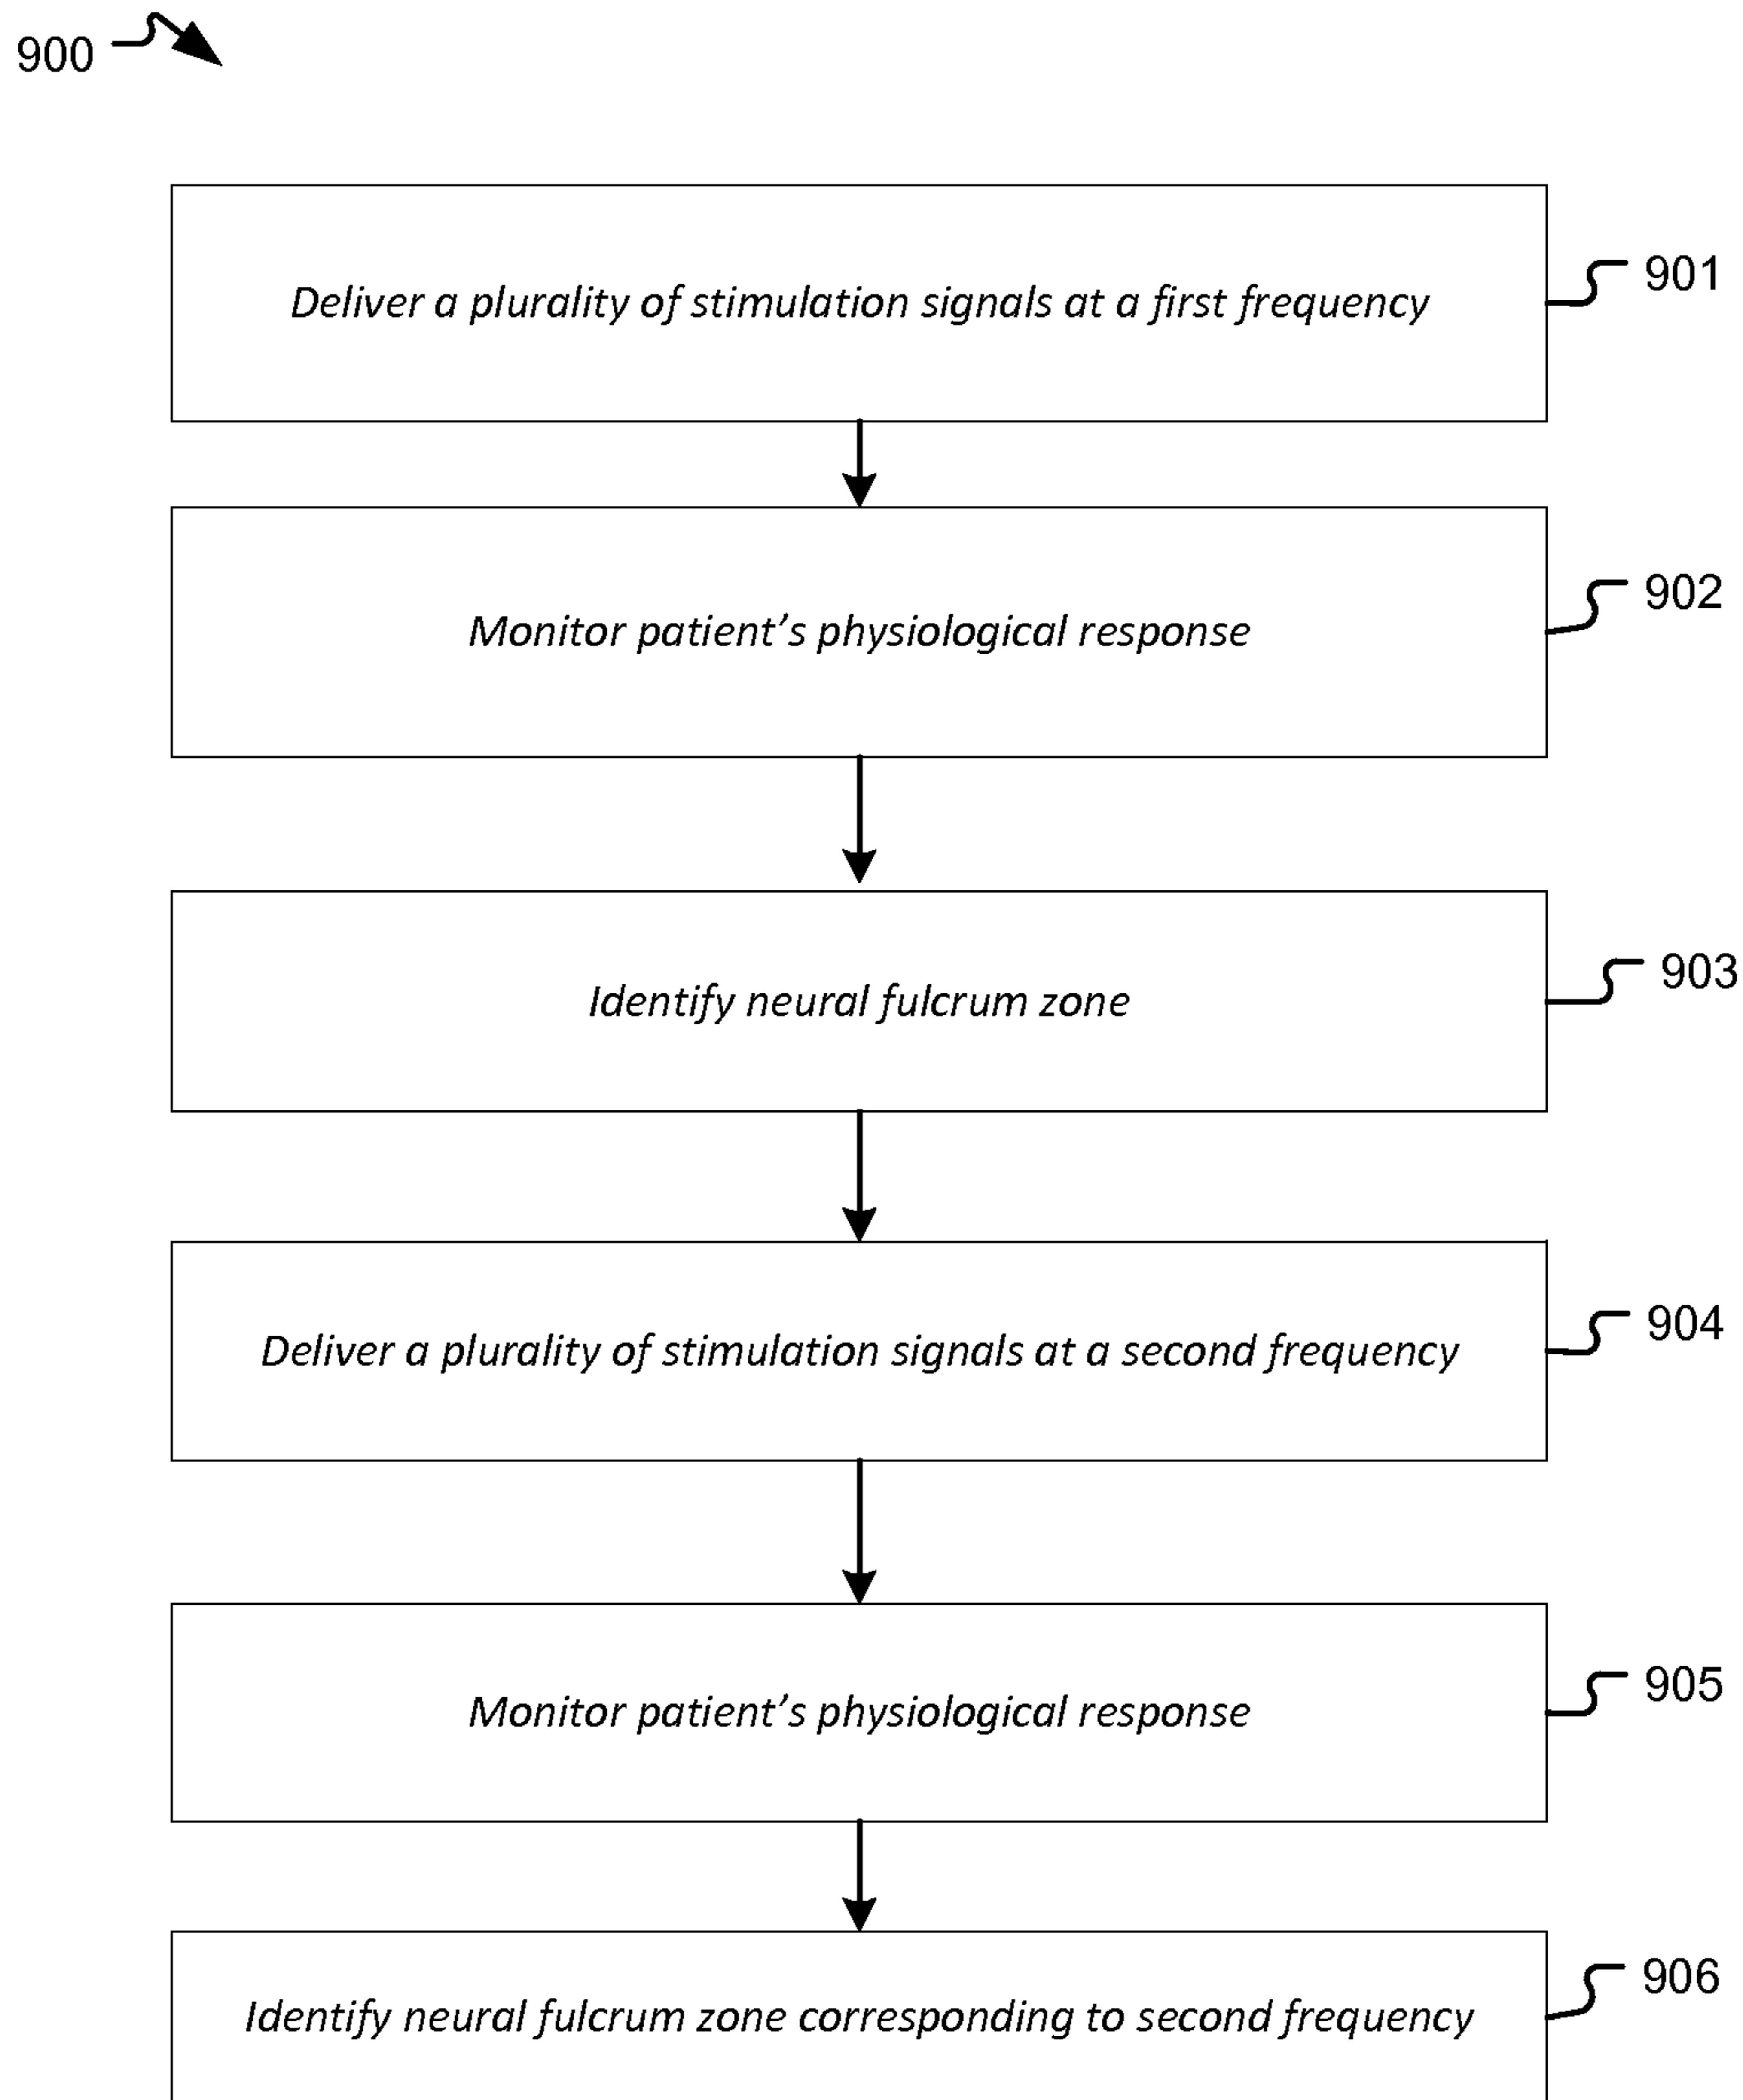 900
Deliver a plurality of stimulation signals at a first frequency
901
Monitor patient's physiological response
902
Identify neural fulcrum zone
903
Deliver a plurality of stimulation signals at a second frequency
904
Monitor patient's physiological response
905
Identify neural fulcrum zone corresponding to second frequency
906